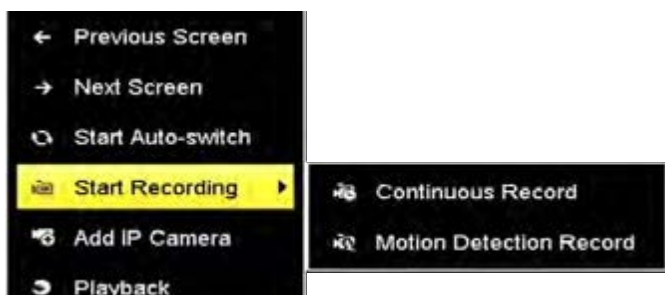 Previous Screen
Next Screen
Start Auto-switch
Start Recording
Continuous Record
Add IP Camera
Motion Detection Record
Playback